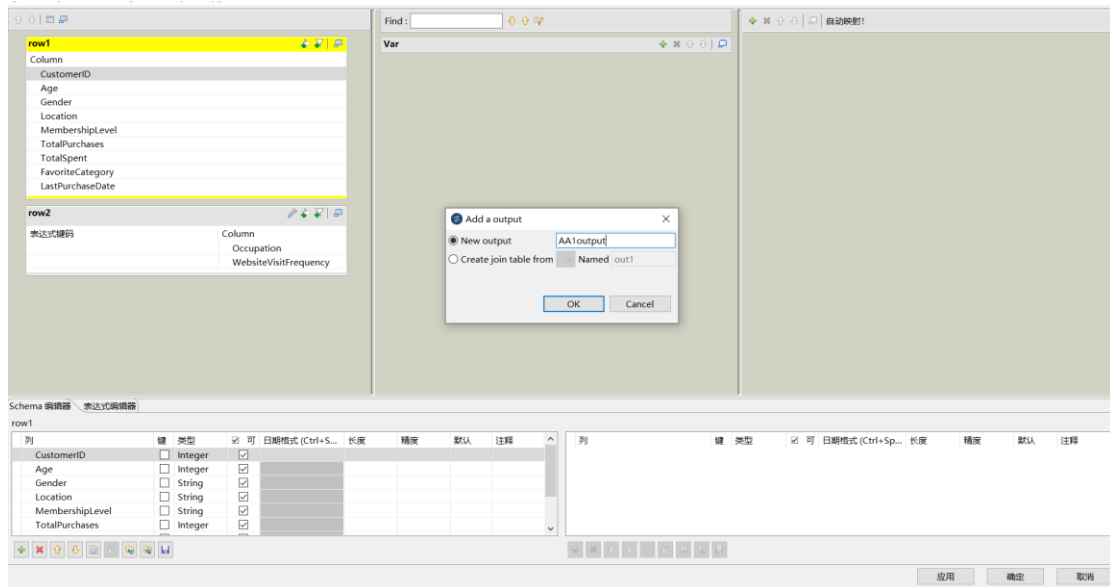 Find :
自动映射!
row1
Column
CustomerID
Age
Gender
Location
MembershipLevel
TotalPurchases
TotalSpent
FavoriteCategory
LastPurchaseDate
row2
表达式键码 Column
Occupation
WebsiteVisitFrequency
Var
Add a output
New output AA1output
Create join table from Named out1
OK Cancel
Schema 编辑器 表达式编辑器
row1
列 键 类型 可 日期格式 (Ctrl+S... 长度 精度 默认 注释
CustomerID Integer
Age Integer
Gender String
Location String
MembershipLevel String
TotalPurchases Integer
列 键 类型 可 日期格式 (Ctrl+Sp... 长度 精度 默认 注释
应用 确定 取消